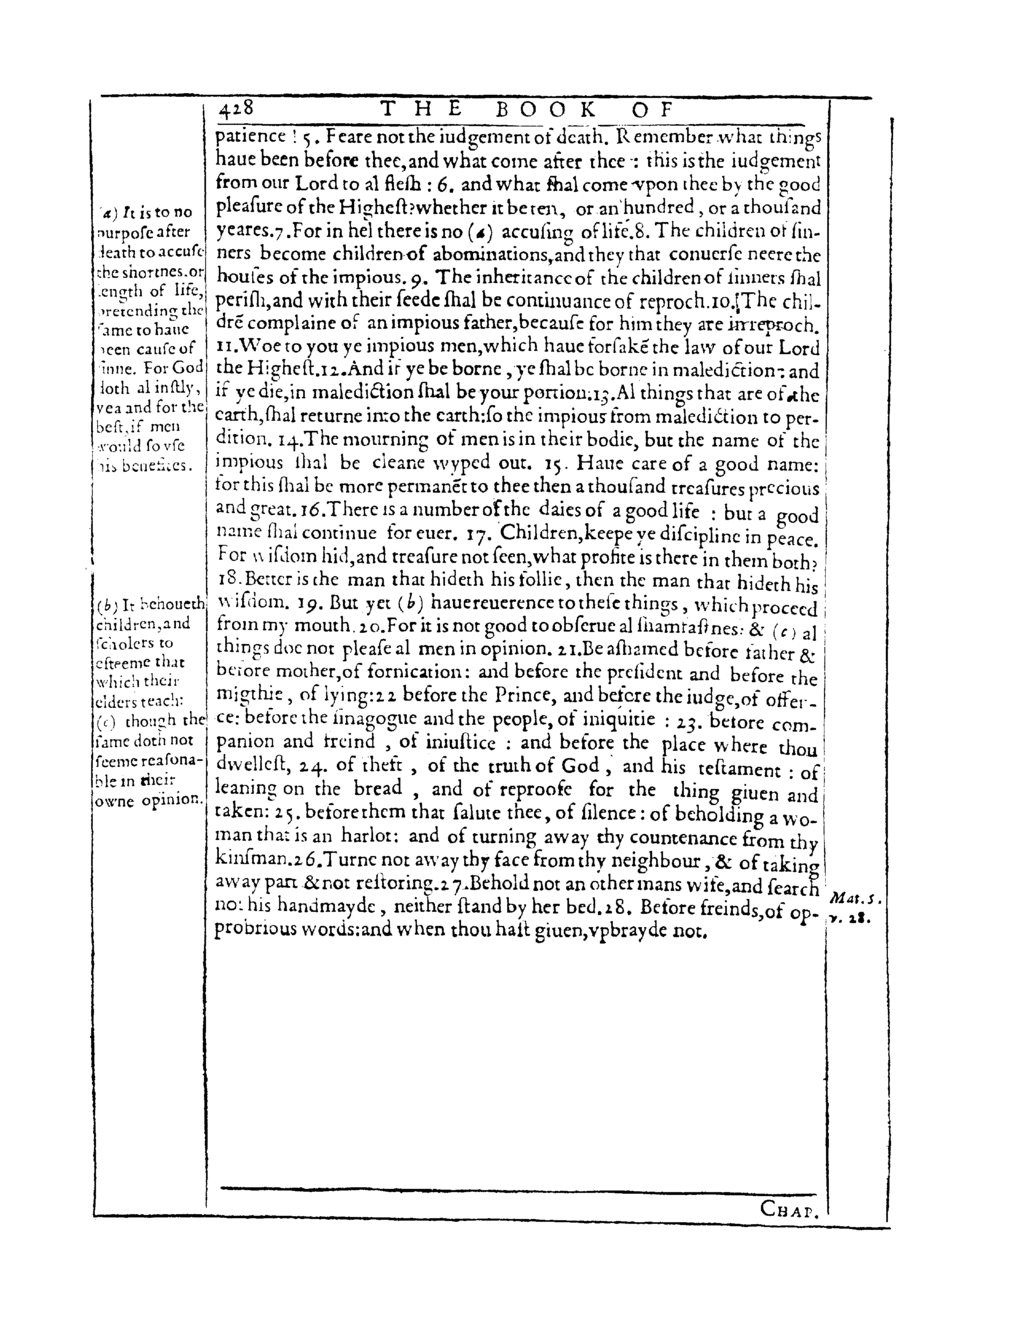 428 THE BOOK OF
patience ! 5. Feare not the iudgement of death. Remember what things
haue been before thee, and what come after thee : this is the iudgement
from our Lord to al flesh : 6. and what shal come vpon thee by the good
pleaſure of the Higheſt? whether it be ten, or an hundred, or a thouſand
yeares. 7. For in hel there is no (a) accuſing of life. 8. The children of ſin-
ners become children of abominations, and they that conuerſe neere the
houſes of the impious. 9. The inheritance of the children of ſinners ſhal
periſh, and with their ſeede ſhal be continuance of reproch. 10. The chil-
drē complaine of an impious father, becauſe for him they are in reproch.
11. Woe to you ye impious men, which haue forſakē the law of our Lord
the Higheſt. 12. And if ye be borne, ye ſhal be borne in malediction: and
if ye die, in malediction ſhal be your portion. 13. Al things that are of the
earth, ſhal returne into the earth: ſo the impious from malediction to per-
dition. 14. The mourning of men is in their bodie, but the name of the
impious ſhal be cleane wyped out. 15. Haue care of a good name:
for this ſhal be more permanēt to thee then a thouſand treaſures precious
and great. 16. There is a number of the daies of a good life : but a good
name ſhal continue for euer. 17. Children, keepe ye diſcipline in peace.
For wiſdom hid, and treaſure not ſeen, what profite is there in them both?
18. Better is the man that hideth his follie, then the man that hideth his
wiſdom. 19. But yet (b) haue reuerence to theſe things, which proceed
from my mouth. 20. For it is not good to obſerue al ſhamfaſtnes: & (c) al
things doe not pleaſe al men in opinion. 21. Be aſhamed before father &
before mother, of fornication: and before the preſident and before the
migthie, of lying: 22 before the Prince, and before the iudge, of offen-
ce: before the ſinagogue and the people, of iniquitie : 23. before com-
panion and freind , of iniuſtice : and before the place where thou
dwelleſt, 24. of theft , of the truth of God , and his teſtament : of
leaning on the bread , and of reproofe for the thing giuen and
taken: 25. before them that ſalute thee, of ſilence: of beholding a wo-
man that is an harlot: and of turning away thy countenance from thy
kinſman. 26. Turne not away thy face from thy neighbour, & of taking
away part & not reſtoring. 27. Behold not an other mans wife, and ſearch
not his handmayde, neither ſtand by her bed. 28. Before freinds, of op-
probrious words: and when thou haſt giuen, vpbrayde not.
(a) It is to no
purpoſe after
death to accuſe
the shortnes, or
length of life,
pretending the
ſame to haue
been cauſe of
ſinne. For God
doth al iuſtly,
yea and for the
beſt, if men
would ſo vſe
his benefices.
(b) It behoueth
children, and
ſcholers to
eſteeme that
which their
elders teach:
(c) though the
ſame doth not
ſeeme reaſona-
ble in their
owne opinion.
Mat. 5.
v. 28.
CHAP.